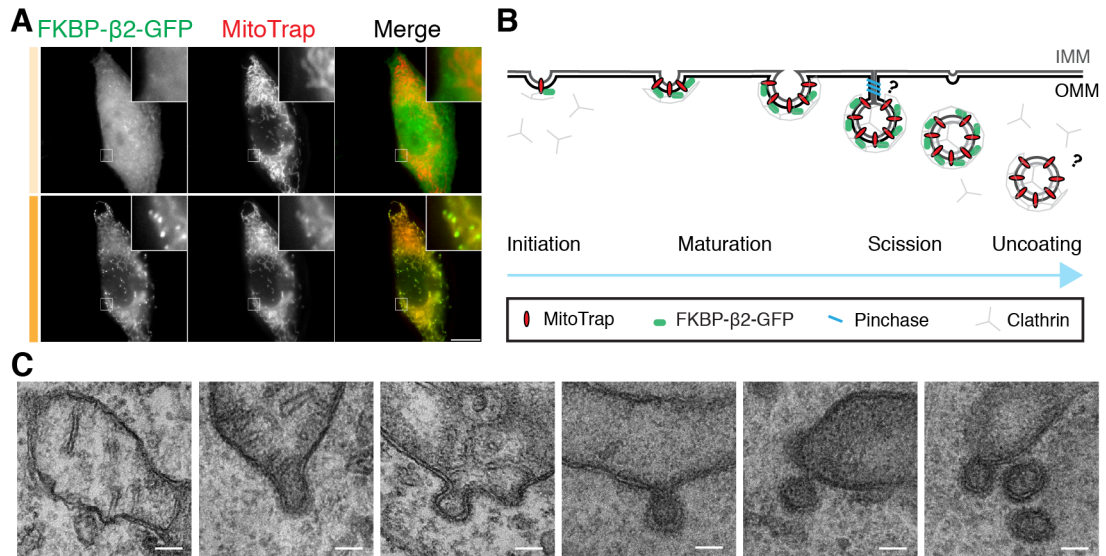 A
FKBP-β2-GFP MitoTrap Merge
B
IMM
OMM
?
?
Initiation Maturation Scission Uncoating
MitoTrap FKBP-β2-GFP Pinchase Clathrin
C